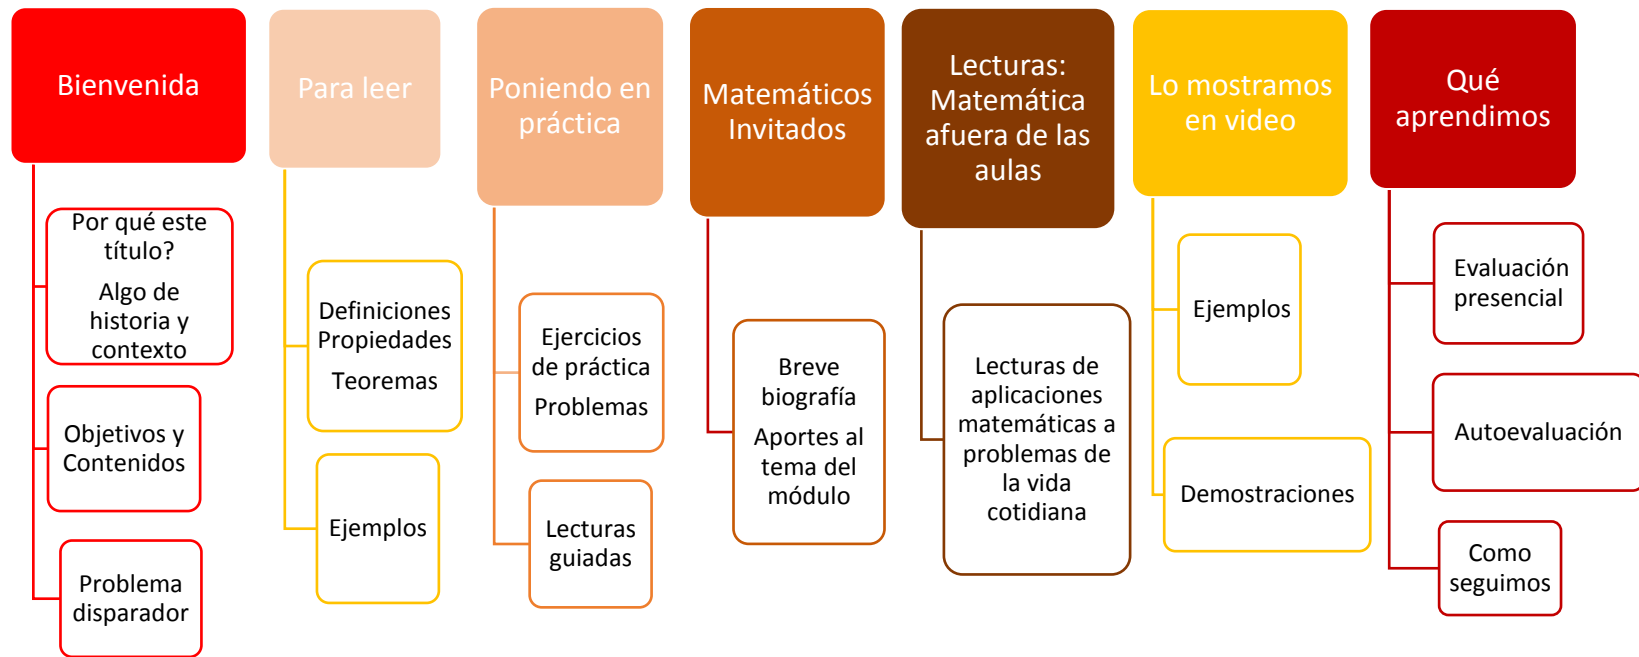 Bienvenida
Por qué este
título?
Algo de
historia y
contexto
Objetivos y
Contenidos
Problema
disparador
Para leer
Definiciones
Propiedades
Teoremas
Ejemplos
Poniendo en
práctica
Ejercicios
de práctica
Problemas
Lecturas
guiadas
Matemáticos
Invitados
Breve
biografía
Aportes al
tema del
módulo
Lecturas:
Matemática
afuera de las
aulas
Lecturas de
aplicaciones
matemáticas a
problemas de
la vida
cotidiana
Lo mostramos
en video
Ejemplos
Demostraciones
Qué
aprendimos
Evaluación
presencial
Autoevaluación
Como
seguimos